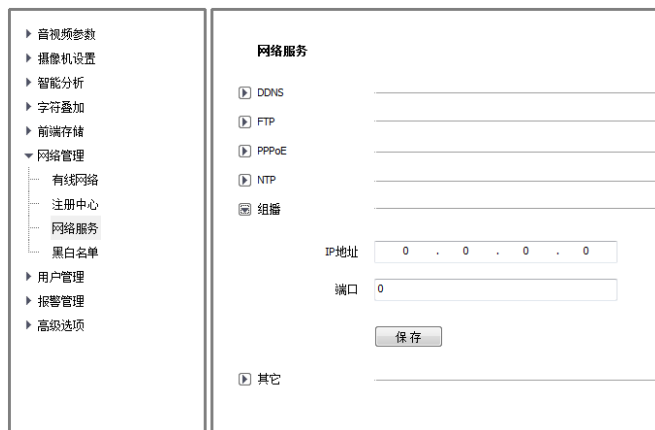 音视频参数
摄像机设置
智能分析
字符叠加
前端存储
网络管理
有线网络
注册中心
网络服务
黑白名单
用户管理
报警管理
高级选项
网络服务
DDNS
FTP
PPPoE
NTP
组播
IP地址 0 . 0 . 0 . 0
端口 0
保存
其它